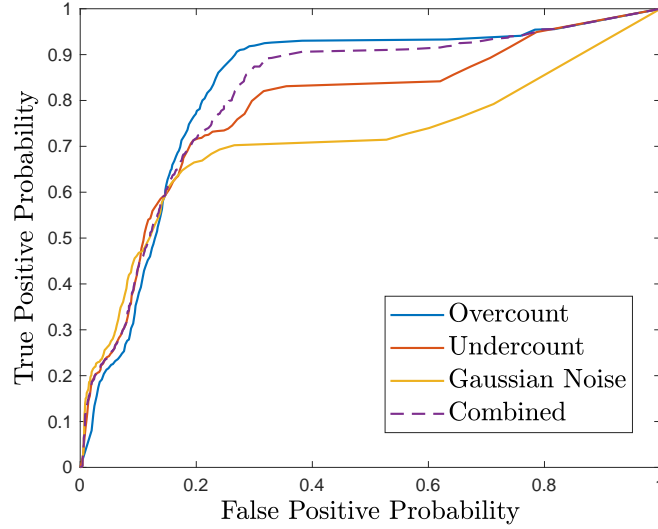 1
0.9
0.8
0.7
0.6
0.5
0.4
0.3
0.2
0.1
0
True Positive Probability
Overcount
Undercount
Gaussian Noise
Combined
0 0.2 0.4 0.6 0.8 1
False Positive Probability